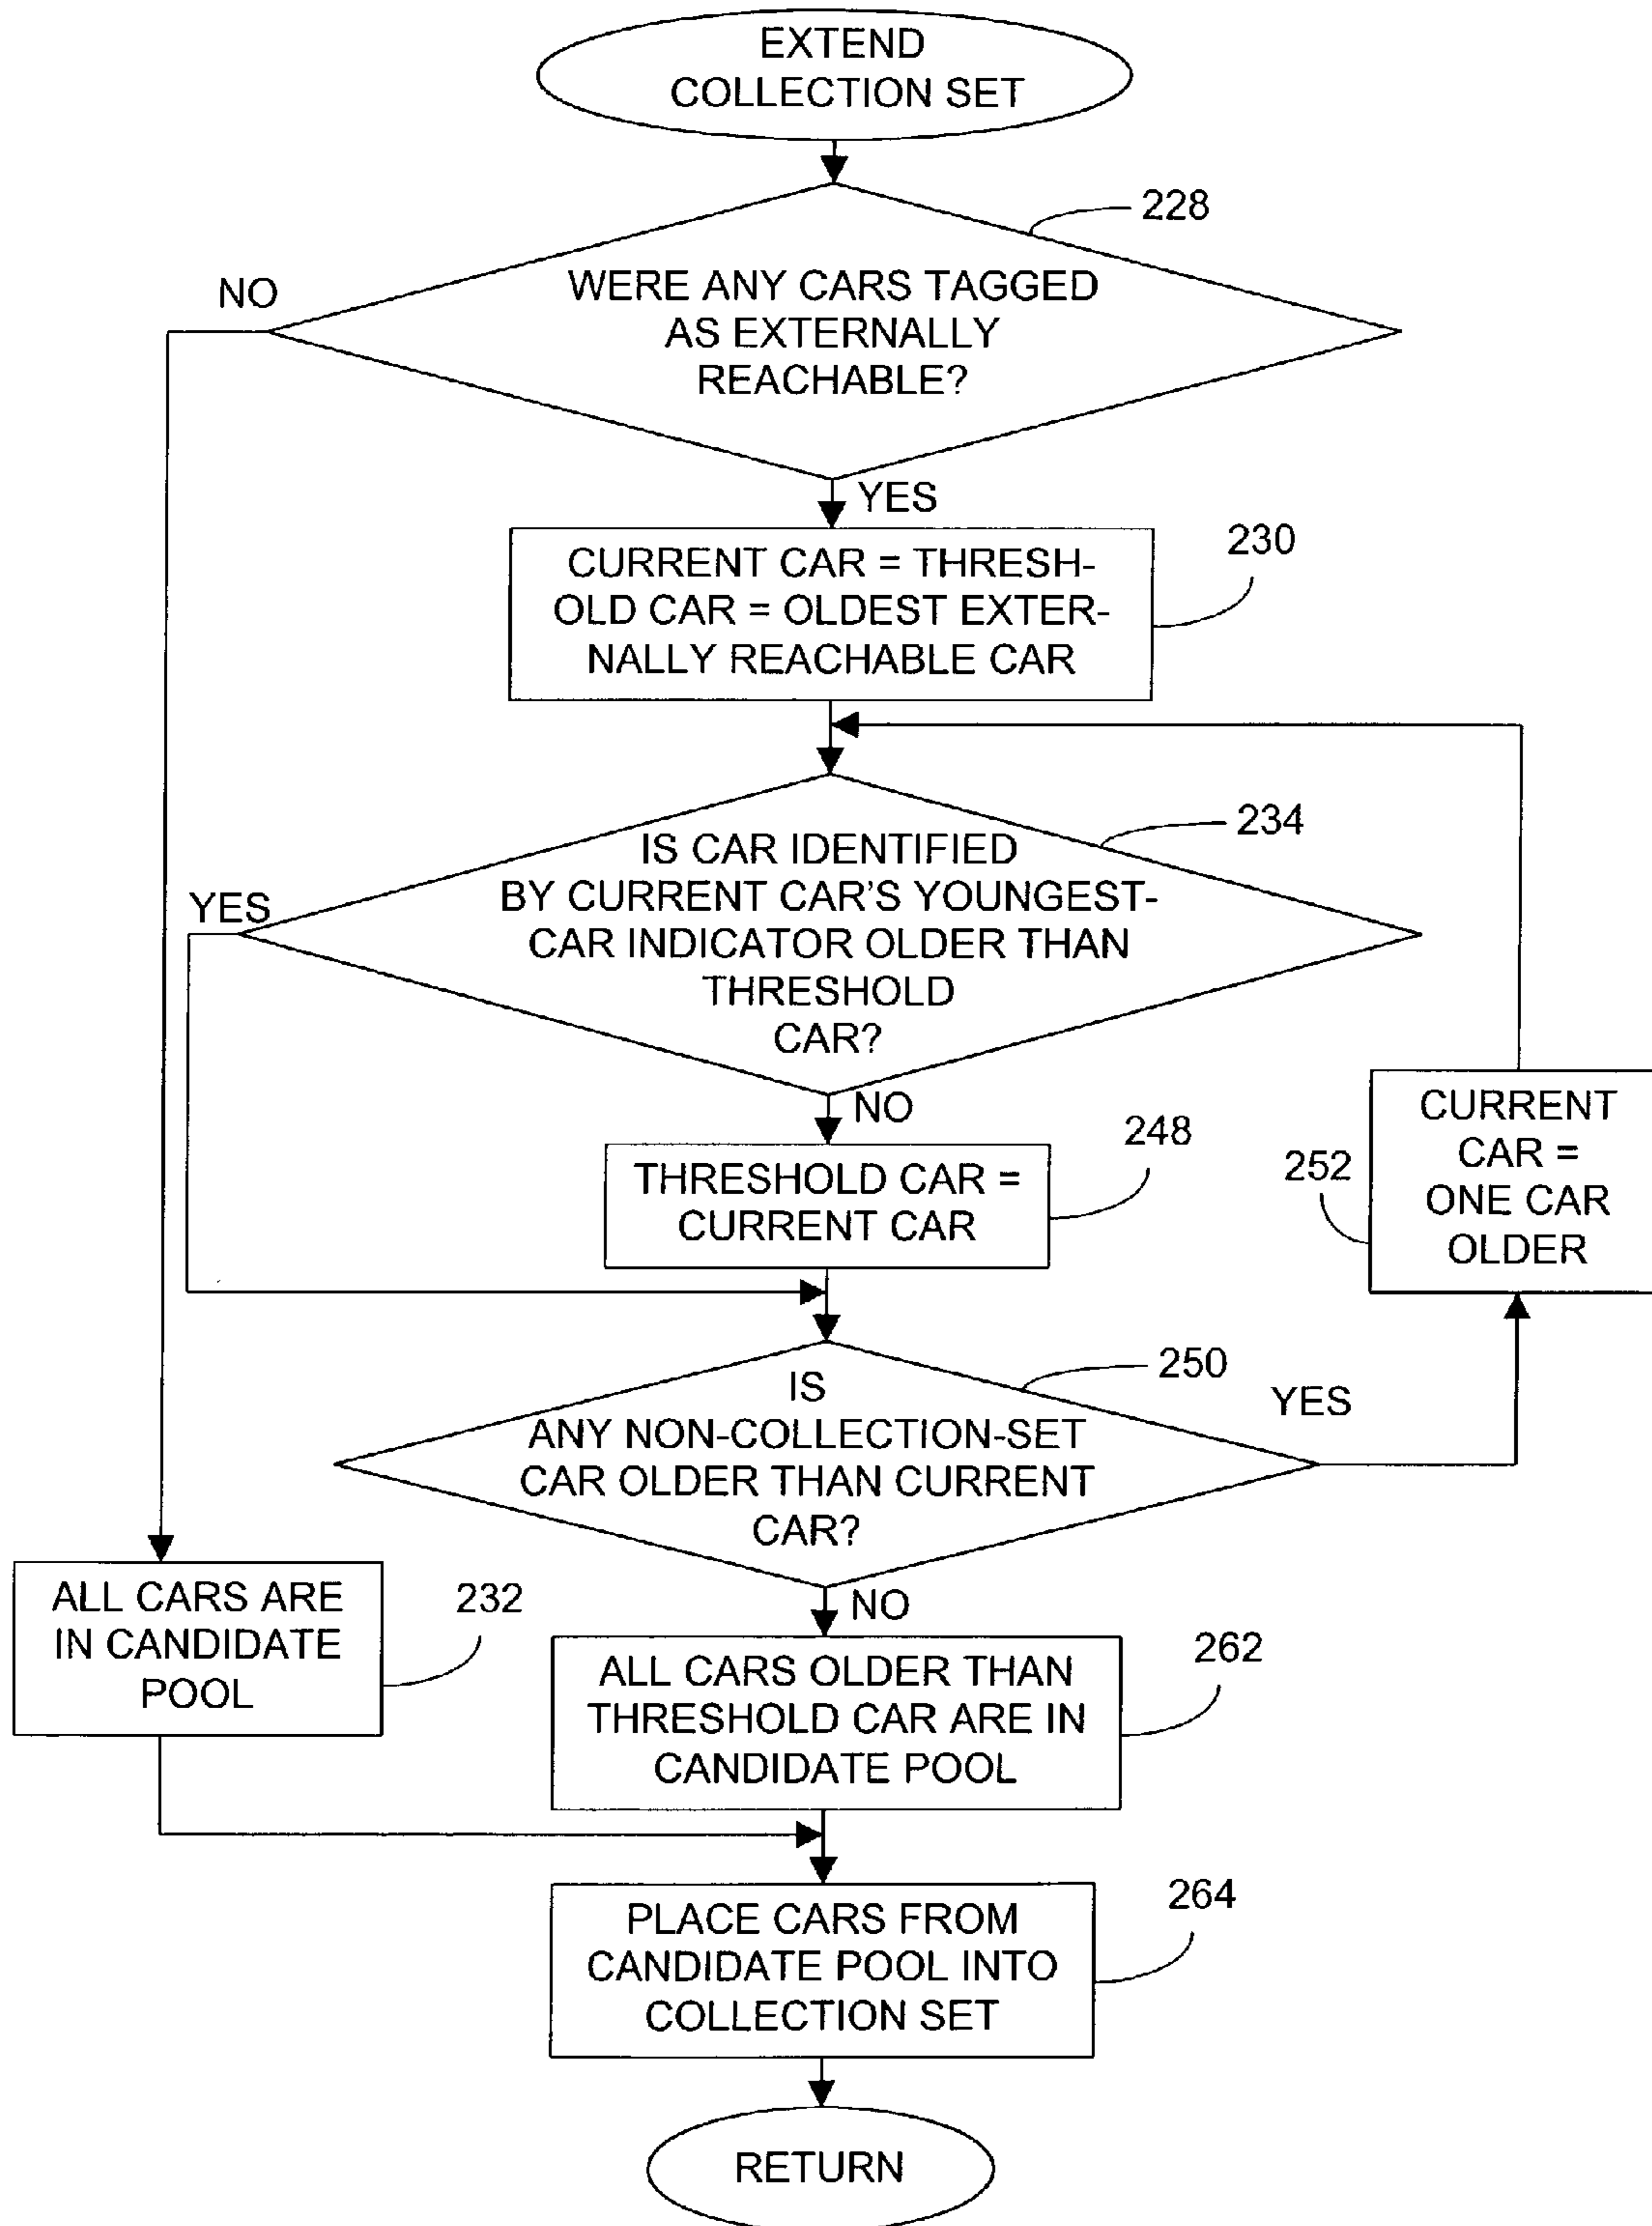 EXTEND
COLLECTION SET
228
NO
WERE ANY CARS TAGGED
AS EXTERNALLY
REACHABLE?
YES
230
CURRENT CAR = THRESH-
OLD CAR = OLDEST EXTER-
NALLY REACHABLE CAR
234
IS CAR IDENTIFIED
BY CURRENT CAR'S YOUNGEST-
CAR INDICATOR OLDER THAN
THRESHOLD
CAR?
YES
NO
248
THRESHOLD CAR =
CURRENT CAR
252
CURRENT
CAR =
ONE CAR
OLDER
250
IS
ANY NON-COLLECTION-SET
CAR OLDER THAN CURRENT
CAR?
YES
NO
ALL CARS ARE
IN CANDIDATE
POOL
232
262
ALL CARS OLDER THAN
THRESHOLD CAR ARE IN
CANDIDATE POOL
264
PLACE CARS FROM
CANDIDATE POOL INTO
COLLECTION SET
RETURN